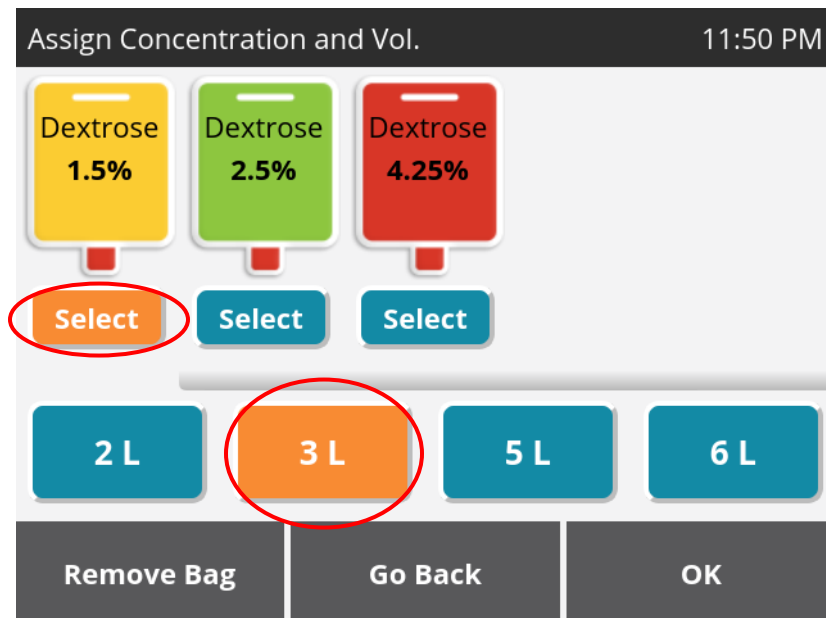 Assign Concentration and Vol. 11:50 PM
Dextrose Dextrose Dextrose
1.5% 2.5% 4.25%
Select Select Select
2 L 3 L 5 L 6 L
Remove Bag Go Back OK